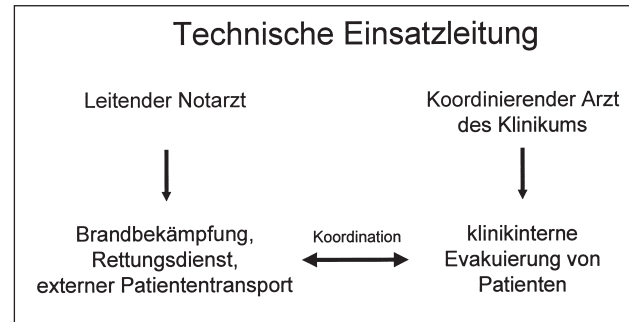 Technische Einsatzleitung
Leitender Notarzt
Koordinierender Arzt
des Klinikums
Brandbekämpfung,
Rettungsdienst,
externer Patiententransport
Koordination
klinikinterne
Evakuierung von
Patienten